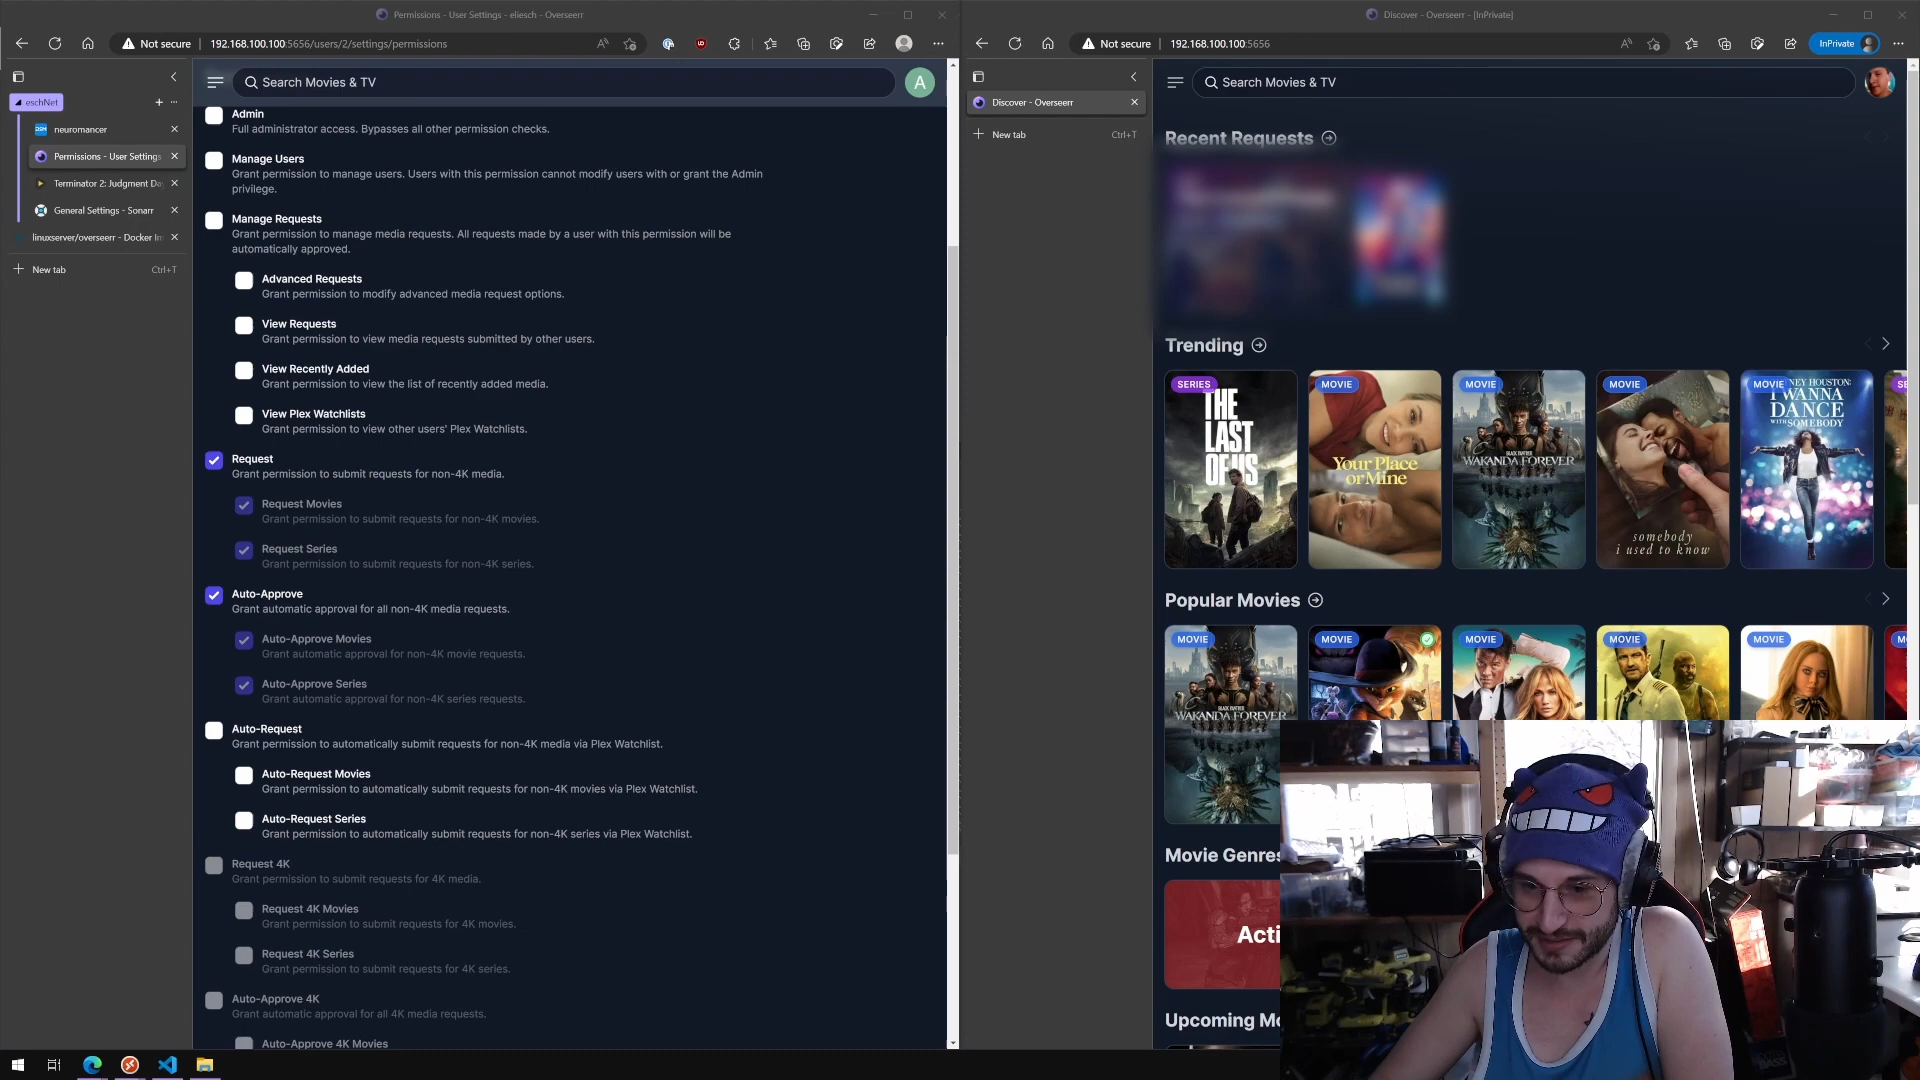 Permissions - User Settings - eliesch - Overseerr
Not secure
192.168.100.100:5656/users/2/settings/permissions
Search Movies & TV
A
eschNet
neuromancer
Permissions - User Settings
Terminator 2: Judgment Da
General Settings - Sonarr
linuxserver/overseerr - Docker Im
New tab
Ctrl+T
Admin
Full administrator access. Bypasses all other permission checks.
Manage Users
Grant permission to manage users. Users with this permission cannot modify users with or grant the Admin
privilege.
Manage Requests
Grant permission to manage media requests. All requests made by a user with this permission will be
automatically approved.
Advanced Requests
Grant permission to modify advanced media request options.
View Requests
Grant permission to view media requests submitted by other users.
View Recently Added
Grant permission to view the list of recently added media.
View Plex Watchlists
Grant permission to view other users' Plex Watchlists.
Request
Grant permission to submit requests for non-4K media.
Request Movies
Grant permission to submit requests for non-4K movies.
Request Series
Grant permission to submit requests for non-4K series.
Auto-Approve
Grant automatic approval for all non-4K media requests.
Auto-Approve Movies
Grant automatic approval for non-4K movie requests.
Auto-Approve Series
Grant automatic approval for non-4K series requests.
Auto-Request
Grant permission to automatically submit requests for non-4K media via Plex Watchlist.
Auto-Request Movies
Grant permission to automatically submit requests for non-4K movies via Plex Watchlist.
Auto-Request Series
Grant permission to automatically submit requests for non-4K series via Plex Watchlist.
Request 4K
Grant permission to submit requests for 4K media.
Request 4K Movies
Grant permission to submit requests for 4K movies.
Request 4K Series
Grant permission to submit requests for 4K series.
Auto-Approve 4K
Grant automatic approval for all 4K media requests.
Auto-Approve 4K Movies
Discover - Overseerr - [InPrivate]
Not secure
192.168.100.100:5656
InPrivate
Discover - Overseerr
New tab
Ctrl+T
Search Movies & TV
Recent Requests
Trending
SERIES
THE
LAST
OF US
MOVIE
Your Place
or Mine
MOVIE
BLACK PANTHER
WAKANDA FOREVER
MOVIE
somebody
i used to know
MOVIE
NEY HOUSTON:
I WANNA
DANCE
WITH SOMEBODY
SE
Popular Movies
MOVIE
BLACK PANTHER
WAKANDA FOREVER
MOVIE
MOVIE
MOVIE
MOVIE
M
Movie Genres
Acti
Upcoming Mo